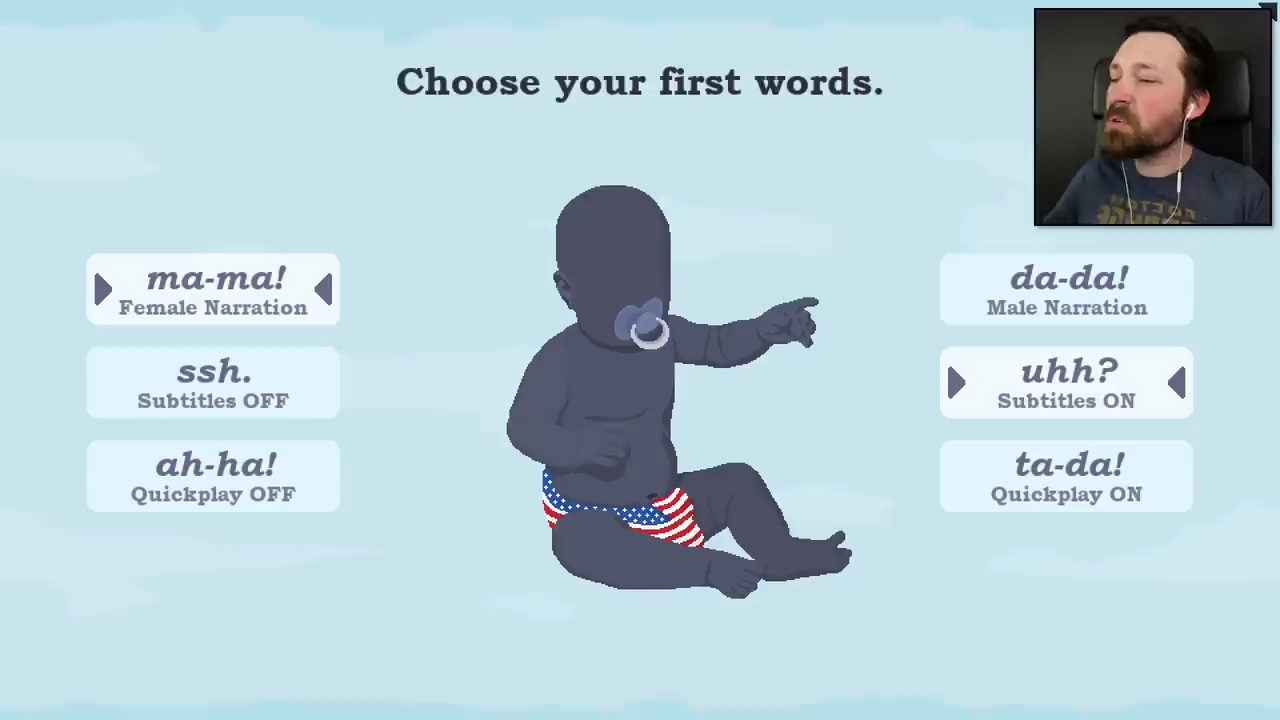 Choose your first words.
ma-ma!
Female Narration
da-da!
Male Narration
ssh.
Subtitles OFF
uhh?
Subtitles ON
ah-ha!
Quickplay OFF
ta-da!
Quickplay ON